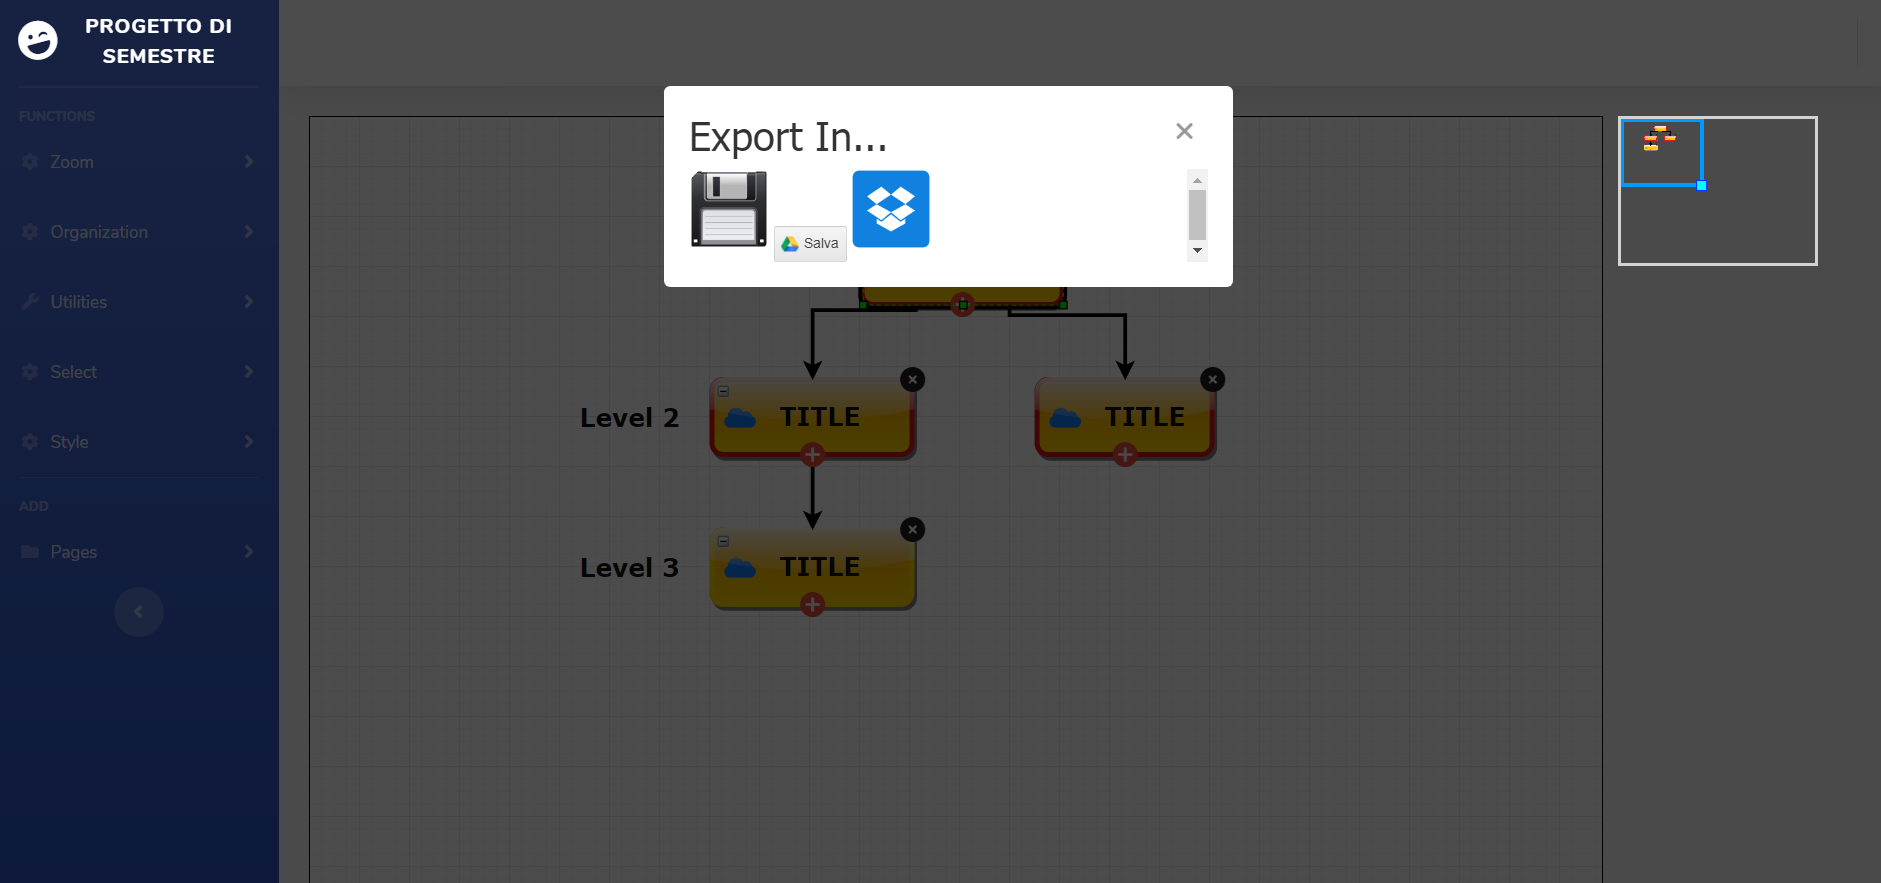 PROGETTO DI
SEMESTRE
FUNCTIONS
Zoom
Organization
Utilities
Select
Style
ADD
Pages
Export In...
Salva
Level 2
TITLE
TITLE
Level 3
TITLE